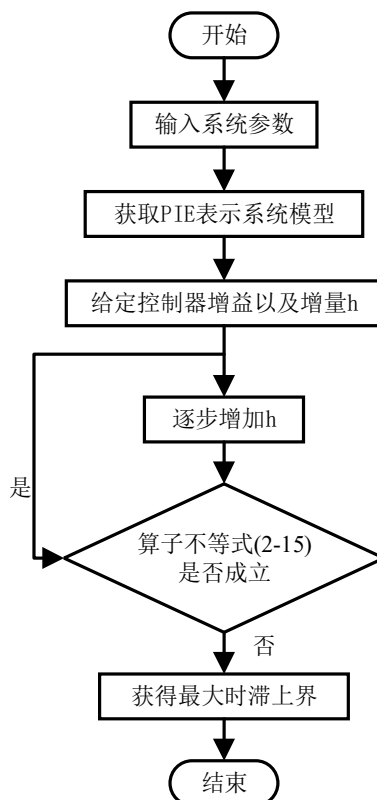 开始
输入系统参数
获取PIE表示系统模型
给定控制器增益以及增量h
逐步增加h
是
算子不等式(2-15)
是否成立
否
获得最大时滞上界
结束